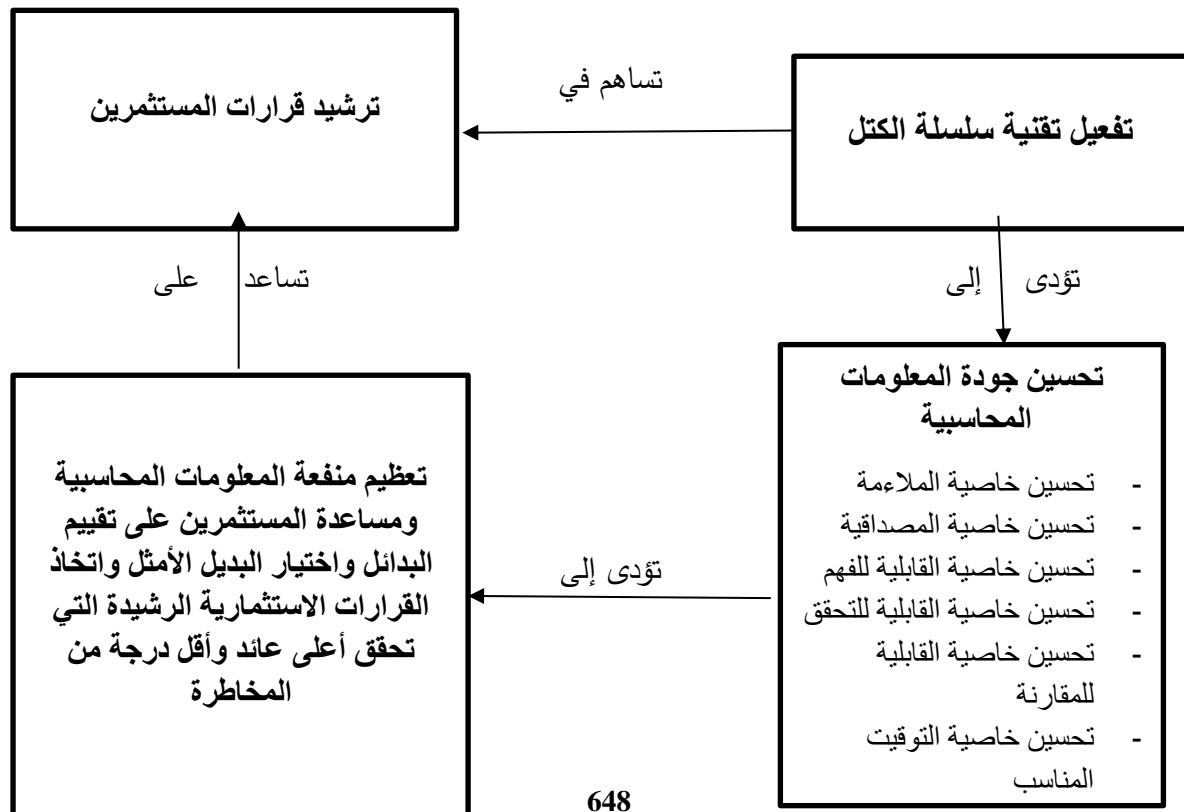 تفعيل تقنية سلسلة الكتل
تساهم في
ترشيد قرارات المستثمرين
تؤدى إلى
تساعد على
تحسين جودة المعلومات
المحاسبية
- تحسين خاصية الملاءمة
- تحسين خاصية المصداقية
- تحسين خاصية القابلية للفهم
- تحسين خاصية القابلية للتحقق
- تحسين خاصية القابلية
للمقارنة
- تحسين خاصية التوقيت
المناسب
تؤدى إلى
تعظيم منفعة المعلومات المحاسبية
ومساعدة المستثمرين على تقييم
البدائل واختيار البديل الأمثل واتخاذ
القرارات الاستثمارية الرشيدة التي
تحقق أعلى عائد وأقل درجة من
المخاطرة
648